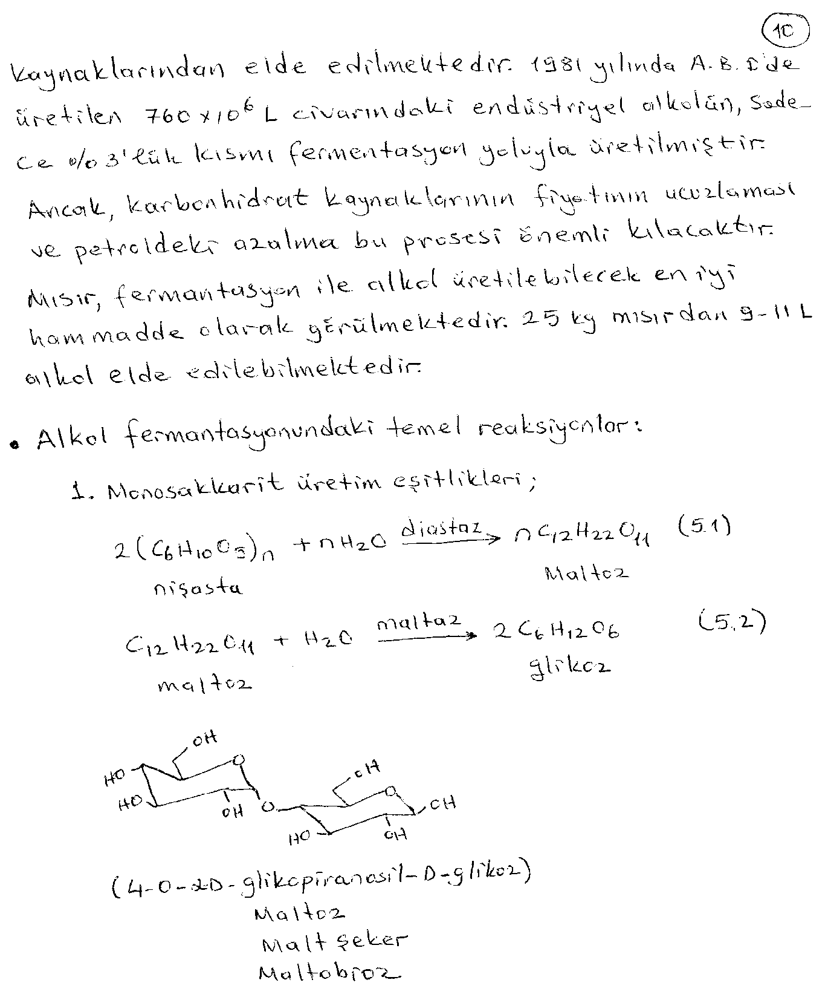 10
kaynaklarından elde edilmektedir. 1981 yılında A.B.D'de
üretilen 760x10⁶ L civarındaki endüstriyel alkolün, sade-
ce %3'lük kısmı fermentasyon yoluyla üretilmiştir.
Ancak, karbonhidrat kaynaklarının fiyatının ucuzlaması
ve petroldeki azalma bu prosesi önemli kılacaktır.
Mısır, fermantasyon ile alkol üretilebilecek en iyi
hammadde olarak görülmektedir. 25 kg mısırdan 9-11 L
alkol elde edilebilmektedir.
• Alkol fermantasyonundaki temel reaksiyonlar:
1. Monosakkarit üretim eşitlikleri;
2(C₆H₁₀O₅)n + nH₂O diastaz → nC₁₂H₂₂O₁₁ (5.1)
nişasta Maltoz
C₁₂H₂₂O₁₁ + H₂O maltaz → 2C₆H₁₂O₆ (5.2)
maltoz glikoz
OH
HO O
HO OH O OH
O OH
HO OH
(4-O-αD-glikopiranosil-D-glikoz)
Maltoz
Malt şeker
Maltobioz